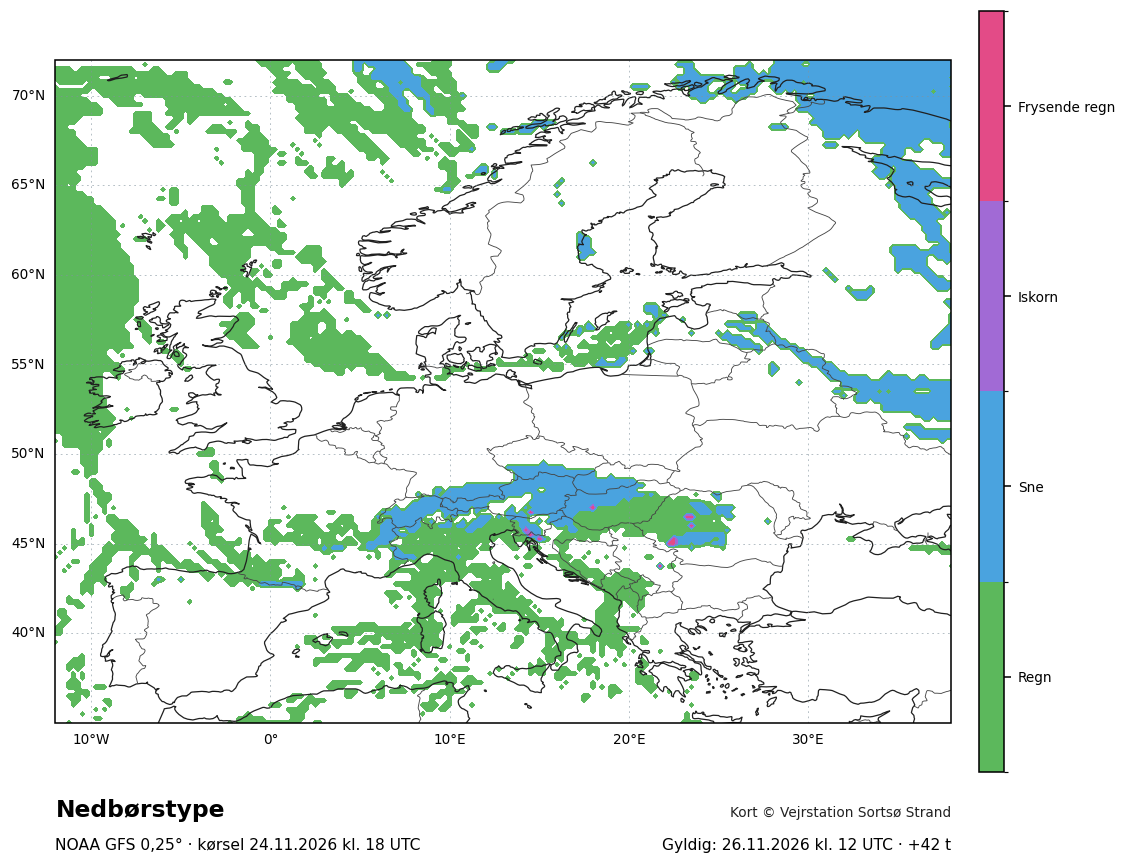 Frysende regn
Iskorn
Sne
Regn
70°N
65°N
60°N
55°N
50°N
45°N
40°N
10°W
0°
10°E
20°E
30°E
Nedbørstype
Kort © Vejrstation Sortsø Strand
NOAA GFS 0,25° · kørsel 24.11.2026 kl. 18 UTC
Gyldig: 26.11.2026 kl. 12 UTC · +42 t